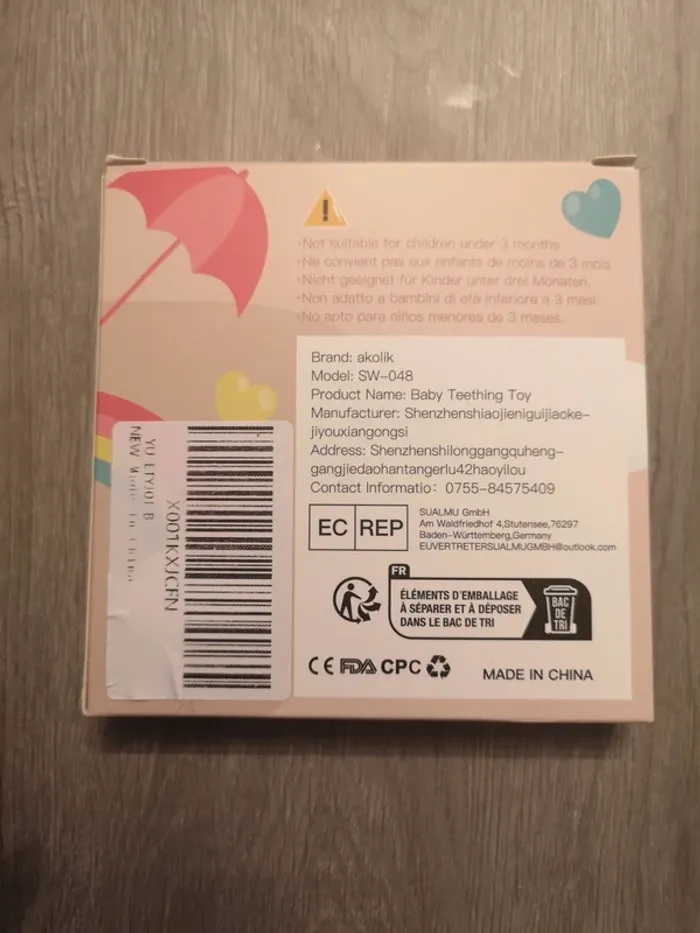 •Not suitable for children under 3 months.
•Ne convient pas aux enfants de moins de 3 mois.
•Nicht geeignet für Kinder unter drei Monaten.
•Non adatto a bambini di età inferiore a 3 mesi.
•No apto para niños menores de 3 meses.
Brand: akolik
Model: SW-048
Product Name: Baby Teething Toy
Manufacturer: Shenzhenshiaojieniguijiaoke-
jiyouxiangongsi
Address: Shenzhenshilonggangquheng-
gangjiedaohantangerlu42haoyilou
Contact Informatio: 0755-84575409
EC REP
SUALMU GmbH
Am Waldfriedhof 4,Stutensee,76297
Baden-Württemberg,Germany
EUVERTRETERSUALMUGMBH@outlook.com
FR
ÉLÉMENTS D'EMBALLAGE
À SÉPARER ET À DÉPOSER
DANS LE BAC DE TRI
BAC
DE
TRI
CE FDA CPC
MADE IN CHINA
NEW Made In China